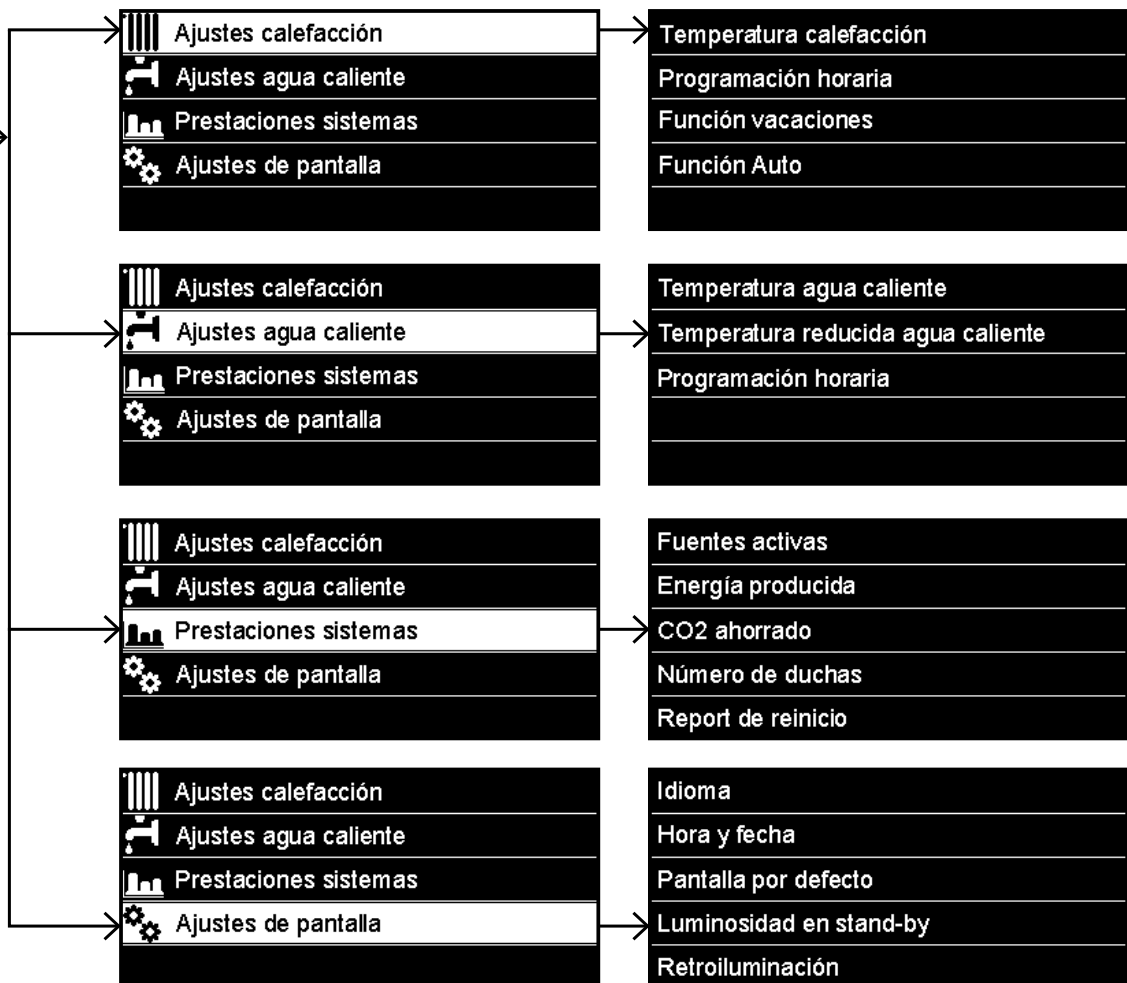 Ajustes calefacción
Ajustes agua caliente
Prestaciones sistemas
Ajustes de pantalla
Temperatura calefacción
Programación horaria
Función vacaciones
Función Auto
Ajustes calefacción
Ajustes agua caliente
Prestaciones sistemas
Ajustes de pantalla
Temperatura agua caliente
Temperatura reducida agua caliente
Programación horaria
Ajustes calefacción
Ajustes agua caliente
Prestaciones sistemas
Ajustes de pantalla
Fuentes activas
Energía producida
CO2 ahorrado
Número de duchas
Report de reinicio
Ajustes calefacción
Ajustes agua caliente
Prestaciones sistemas
Ajustes de pantalla
Idioma
Hora y fecha
Pantalla por defecto
Luminosidad en stand-by
Retroiluminación